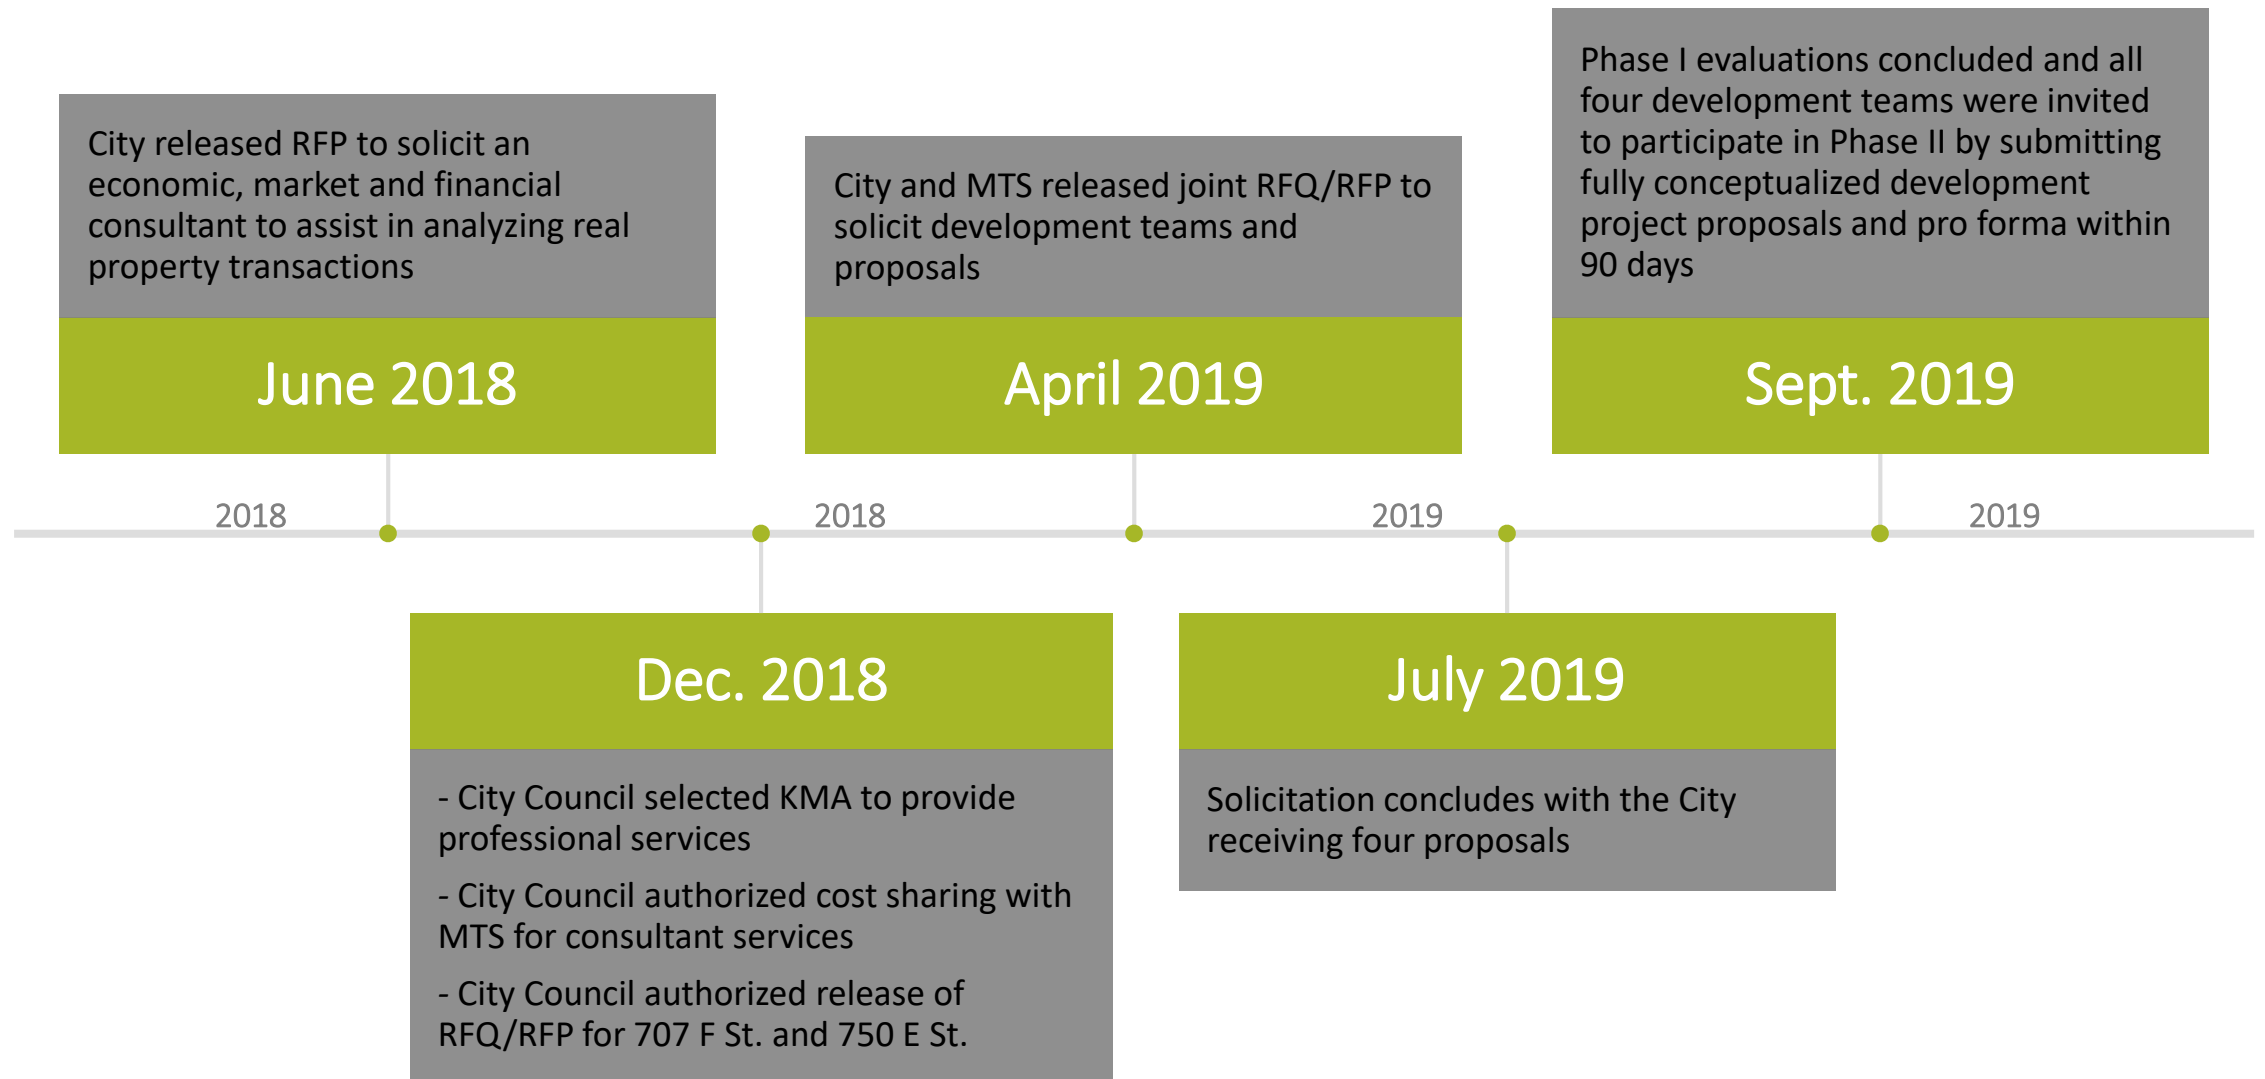 City released RFP to solicit an
economic, market and financial
consultant to assist in analyzing real
property transactions
June 2018
City and MTS released joint RFQ/RFP to
solicit development teams and
proposals
April 2019
Phase I evaluations concluded and all
four development teams were invited
to participate in Phase II by submitting
fully conceptualized development
project proposals and pro forma within
90 days
Sept. 2019
2018
2018
2019
2019
Dec. 2018
- City Council selected KMA to provide
professional services
- City Council authorized cost sharing with
MTS for consultant services
- City Council authorized release of
RFQ/RFP for 707 F St. and 750 E St.
July 2019
Solicitation concludes with the City
receiving four proposals